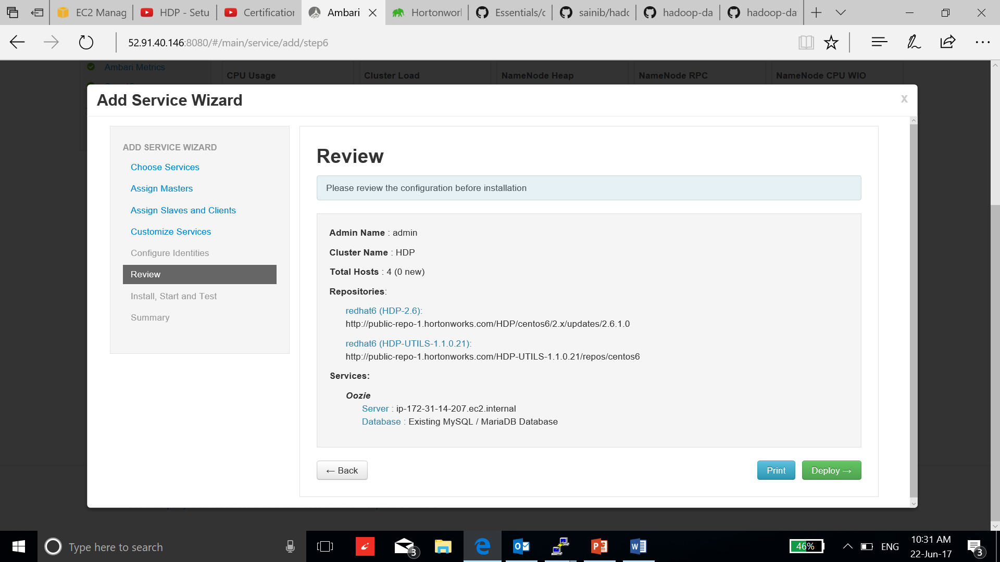 EC2 Manag
HDP - Setu
Certification
Ambari
Hortonwor
Essentials/c
sainib/hadc
hadoop-da
hadoop-da
52.91.40.146:8080/#/main/service/add/step6
Ambari Metrics
CPU Usage
Cluster Load
NameNode Heap
NameNode RPC
NameNode CPU WIO
Add Service Wizard
x
ADD SERVICE WIZARD
Choose Services
Assign Masters
Assign Slaves and Clients
Customize Services
Configure Identities
Review
Install, Start and Test
Summary
Review
Please review the configuration before installation
Admin Name : admin
Cluster Name : HDP
Total Hosts : 4 (0 new)
Repositories:
redhat6 (HDP-2.6):
http://public-repo-1.hortonworks.com/HDP/centos6/2.x/updates/2.6.1.0
redhat6 (HDP-UTILS-1.1.0.21):
http://public-repo-1.hortonworks.com/HDP-UTILS-1.1.0.21/repos/centos6
Services:
Oozie
Server : ip-172-31-14-207.ec2.internal
Database : Existing MySQL / MariaDB Database
← Back
Print
Deploy →
Type here to search
3
46%
ENG
10:31 AM
22-Jun-17
3